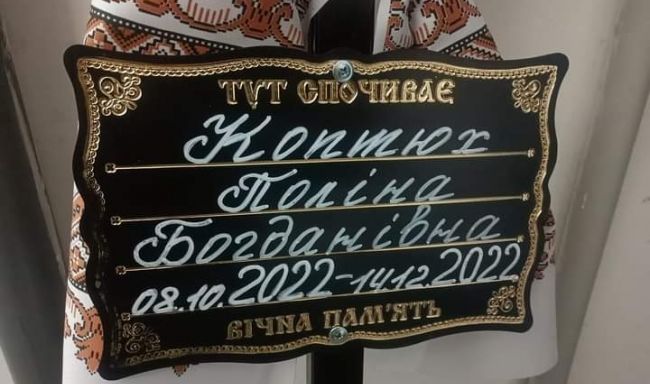 ТУТ СПОЧИВАЄ
Коптюх
Поліна
Богданівна
08.10.2022-14.12.2022
ВІЧНА ПАМ'ЯТЬ